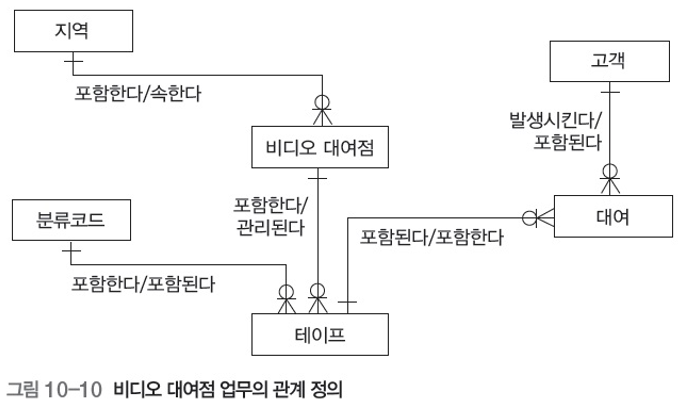 지역
고객
포함한다/속한다
발생시킨다/
포함된다
비디오 대여점
분류코드
포함한다/
관리된다
대여
포함된다/포함한다
포함한다/포함된다
테이프
그림 10-10 비디오 대여점 업무의 관계 정의